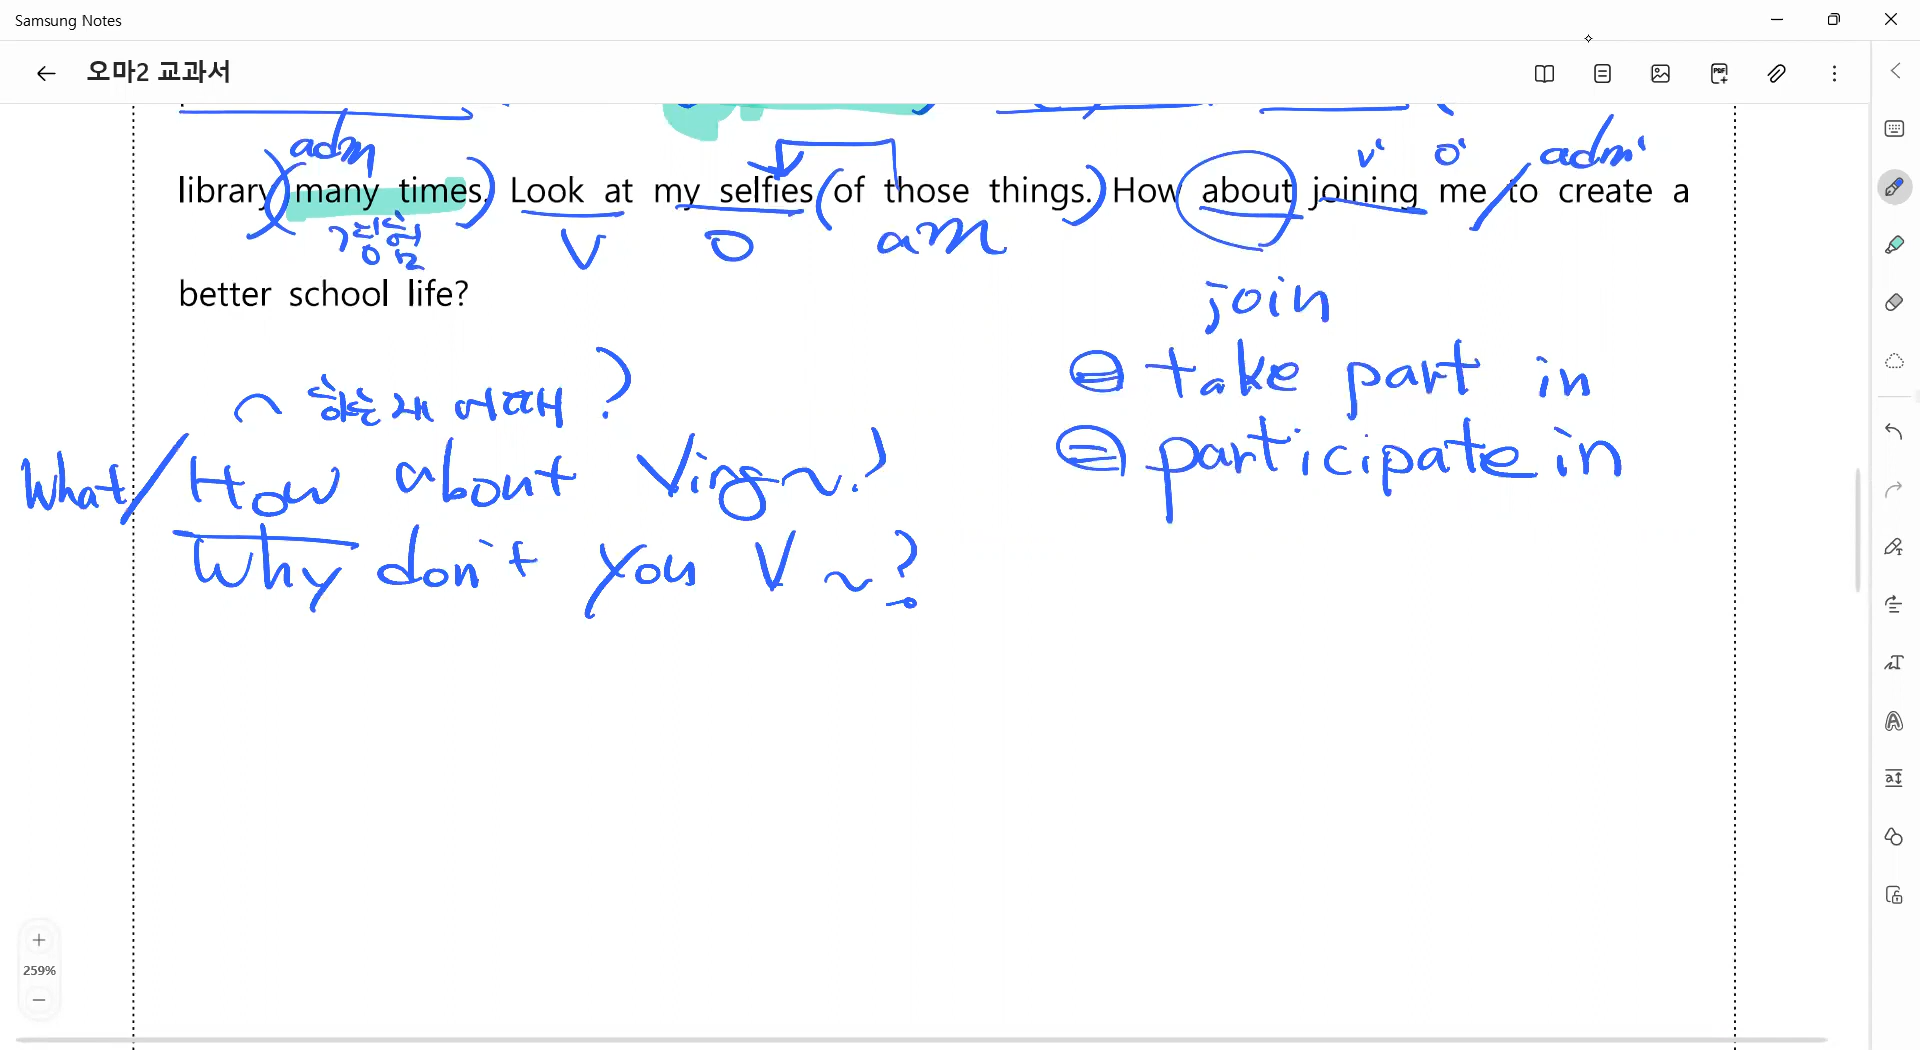 Samsung Notes
오마2 교과서
adm
v' o' adm'
library (many times.) Look at my selfies (of those things.) How about joining me / to create a
V O am
better school life?
join
~ 하는 게 어때?
= take part in
What / How about Ving ~?
= participate in
Why don't you V ~?
259%